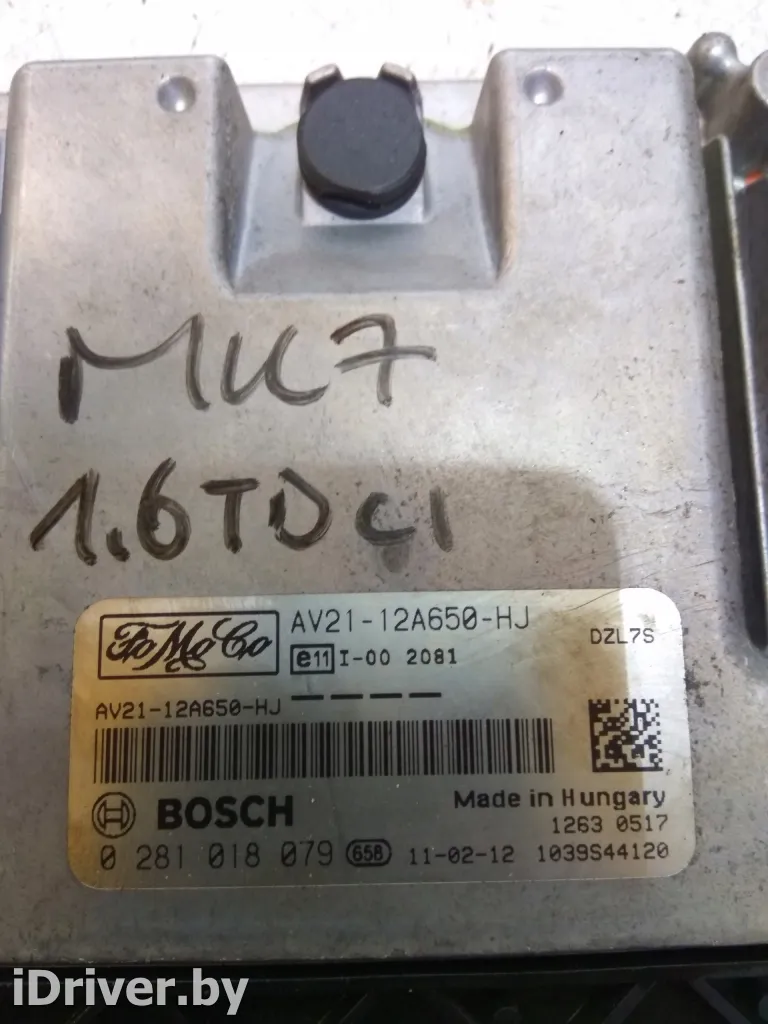 MK7
1.6TDCI
FoMoCo AV21-12A650-HJ DZL7S
e11 I-00 2081
AV21-12A650-HJ
BOSCH Made in Hungary
1263 0517
0 281 018 079 65B 11-02-12 1039S44120
iDriver.by